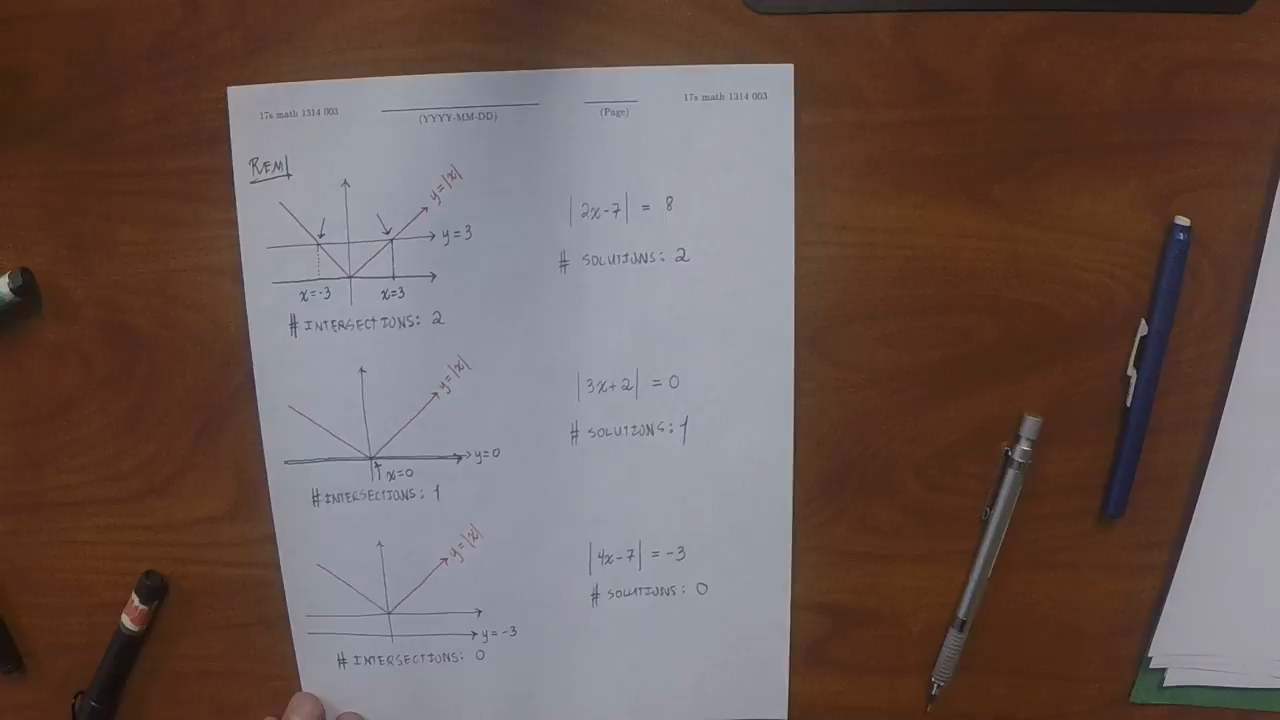 17s math 1314 003
(YYYY-MM-DD)
(Page)
17s math 1314 003
REM
y=|x|
y=3
x=-3
x=3
# INTERSECTIONS: 2
|2x-7| = 8
# SOLUTIONS: 2
y=|x|
y=0
x=0
# INTERSECTIONS: 1
|3x+2| = 0
# SOLUTIONS: 1
y=|x|
y=-3
# INTERSECTIONS: 0
|4x-7| = -3
# SOLUTIONS: 0